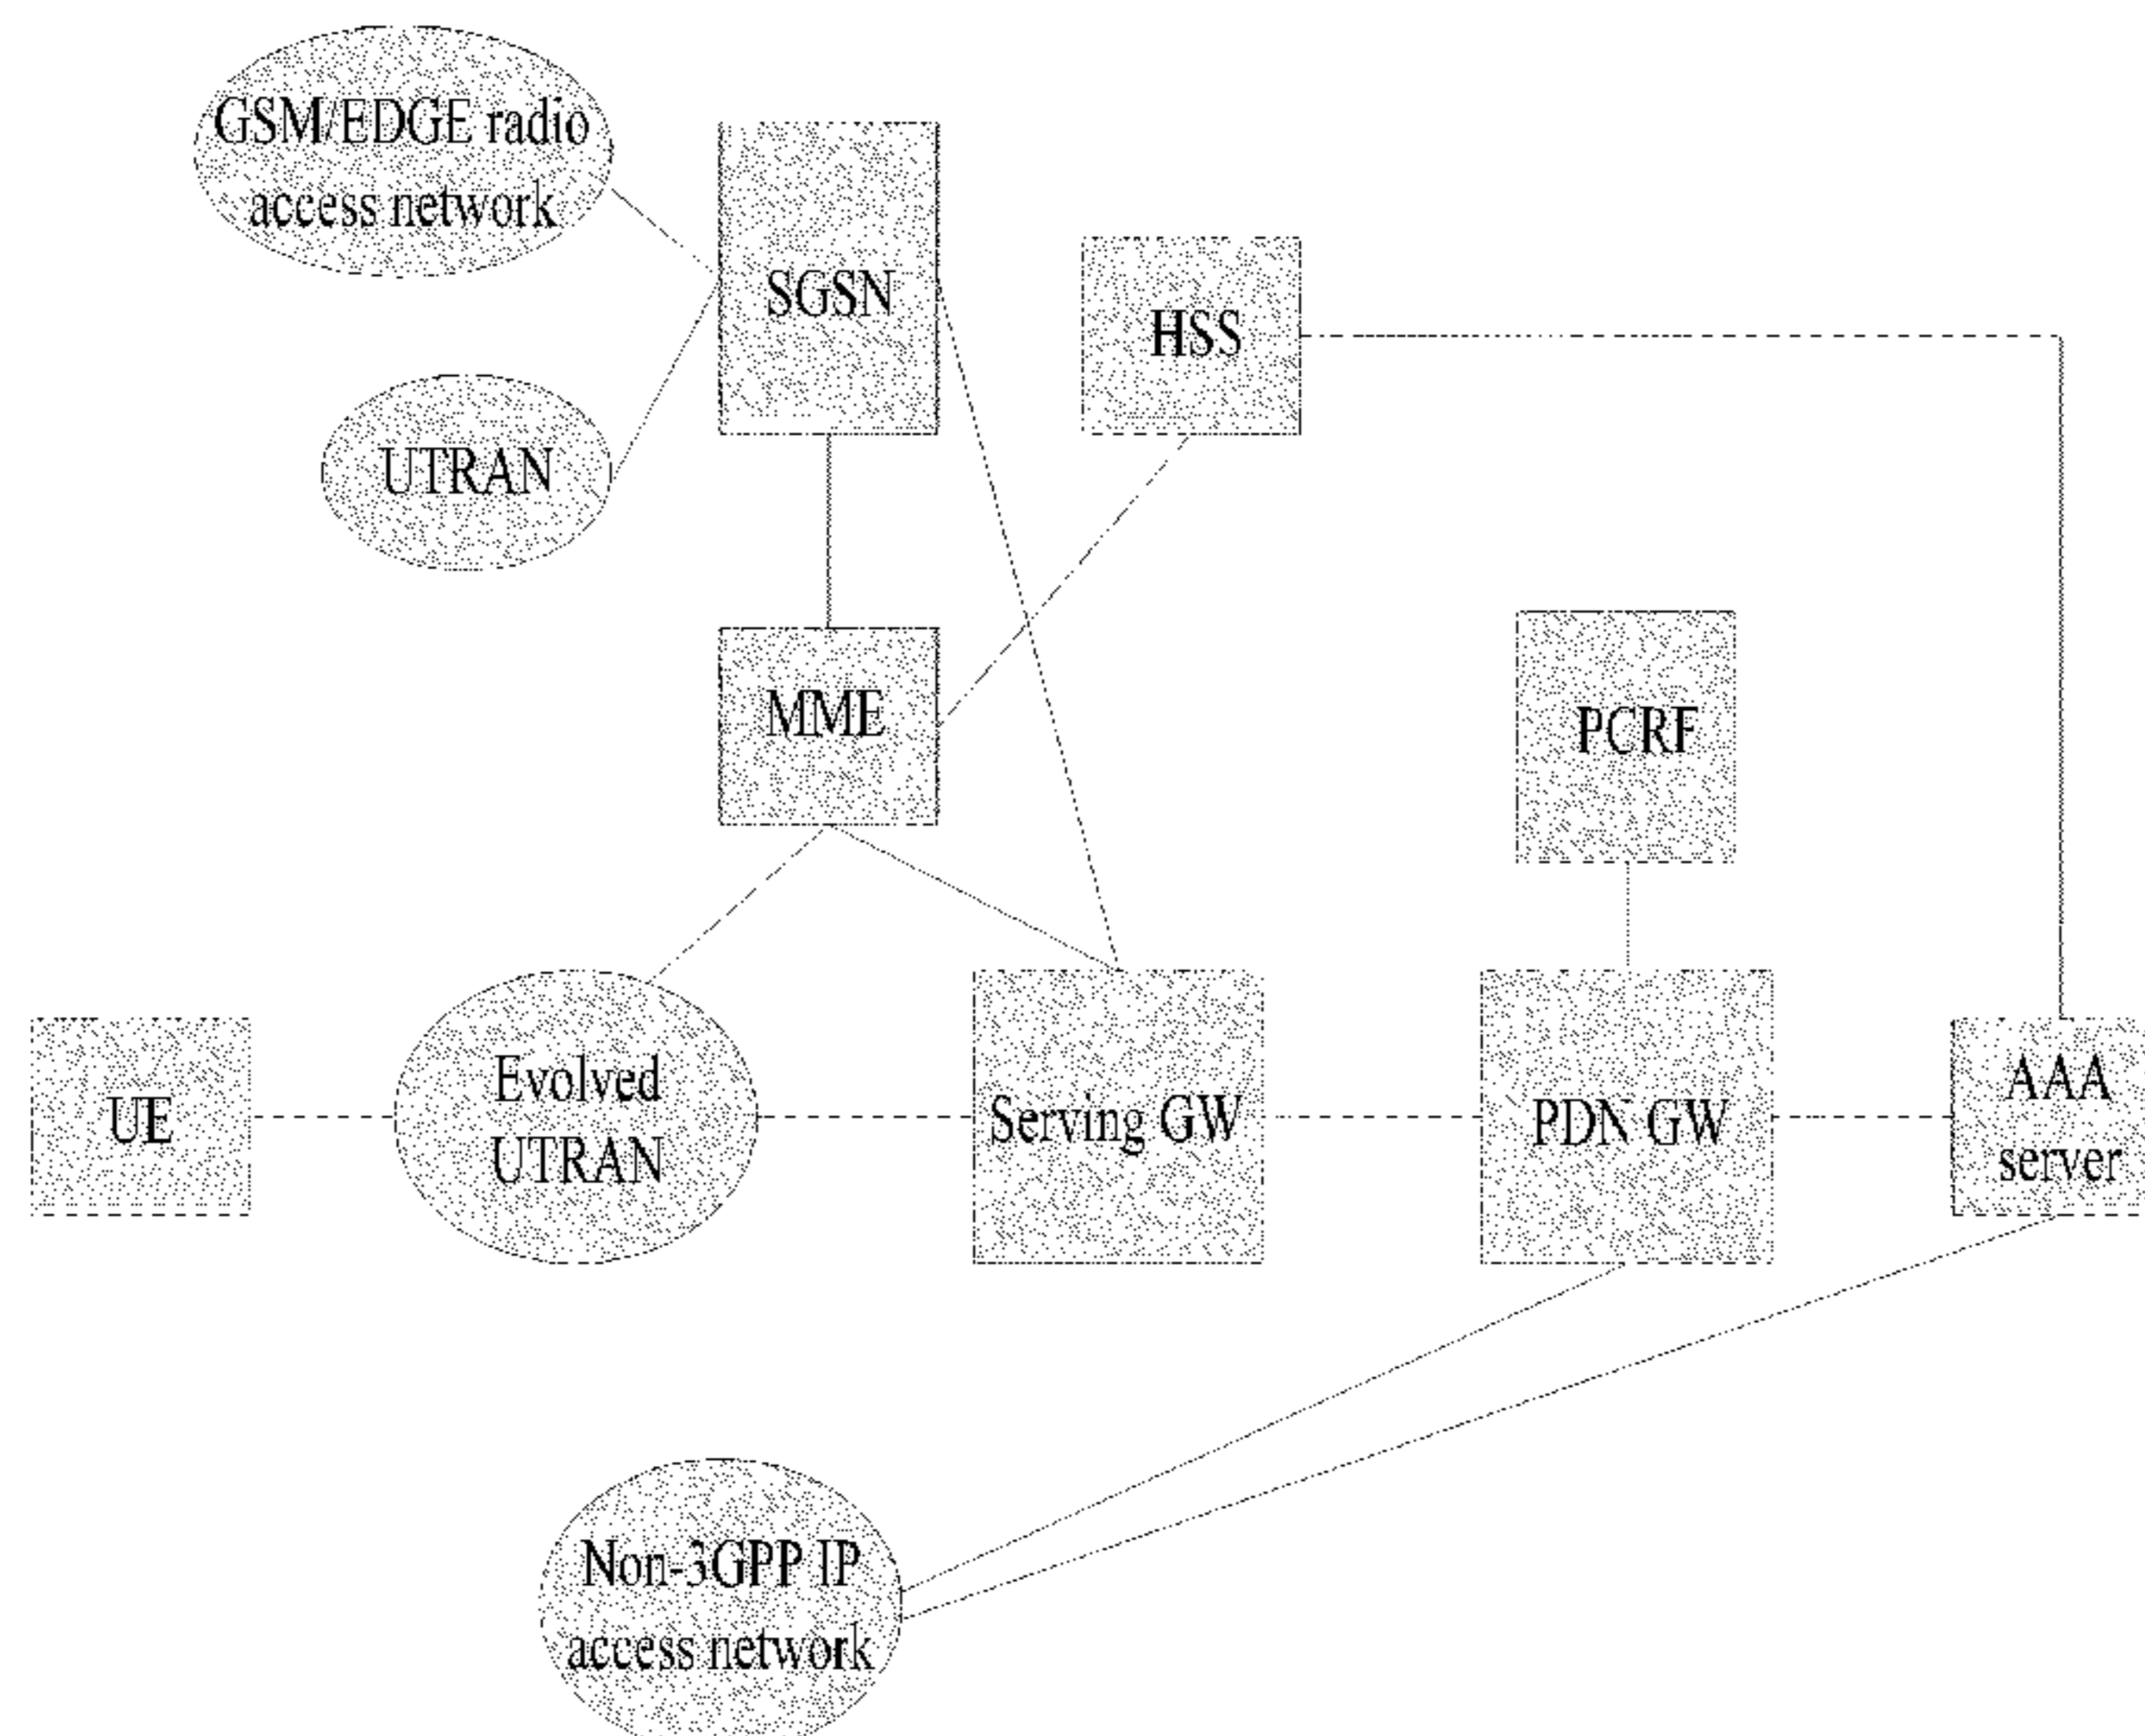 GSM/EDGE radio
access network
SGSN
HSS
UTRAN
MME
PCRF
UE
Evolved
UTRAN
Serving GW
PDN GW
AAA
server
Non-3GPP IP
access network